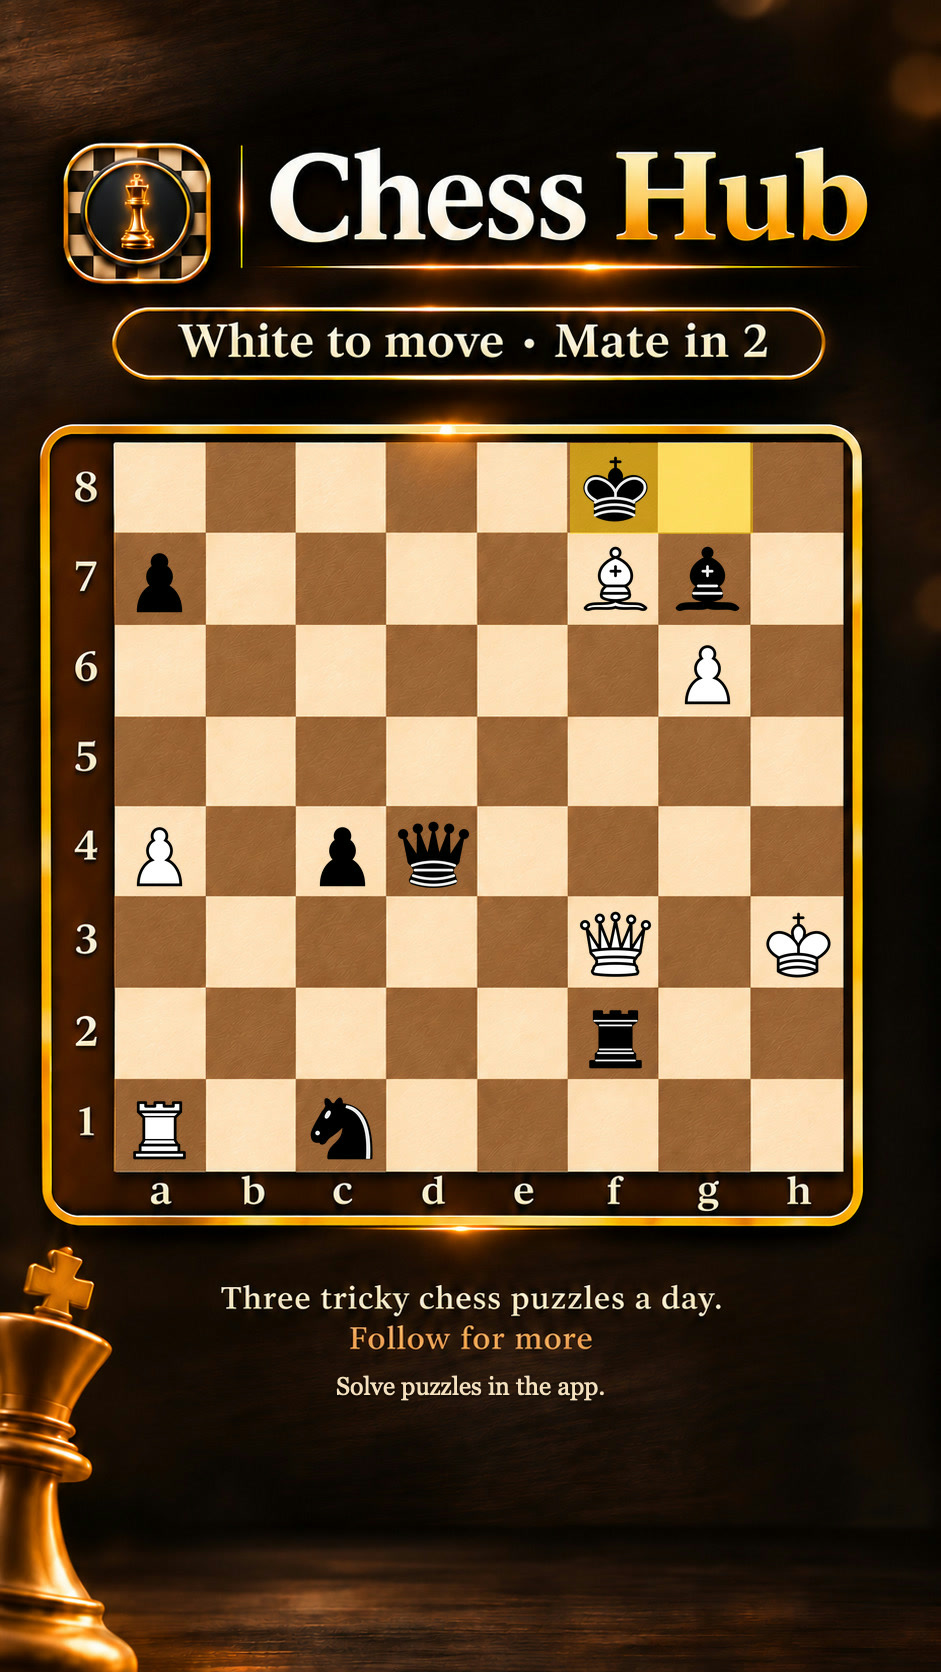 Chess Hub
White to move • Mate in 2
8
7
6
5
4
3
2
1
a b c d e f g h
Three tricky chess puzzles a day.
Follow for more
Solve puzzles in the app.